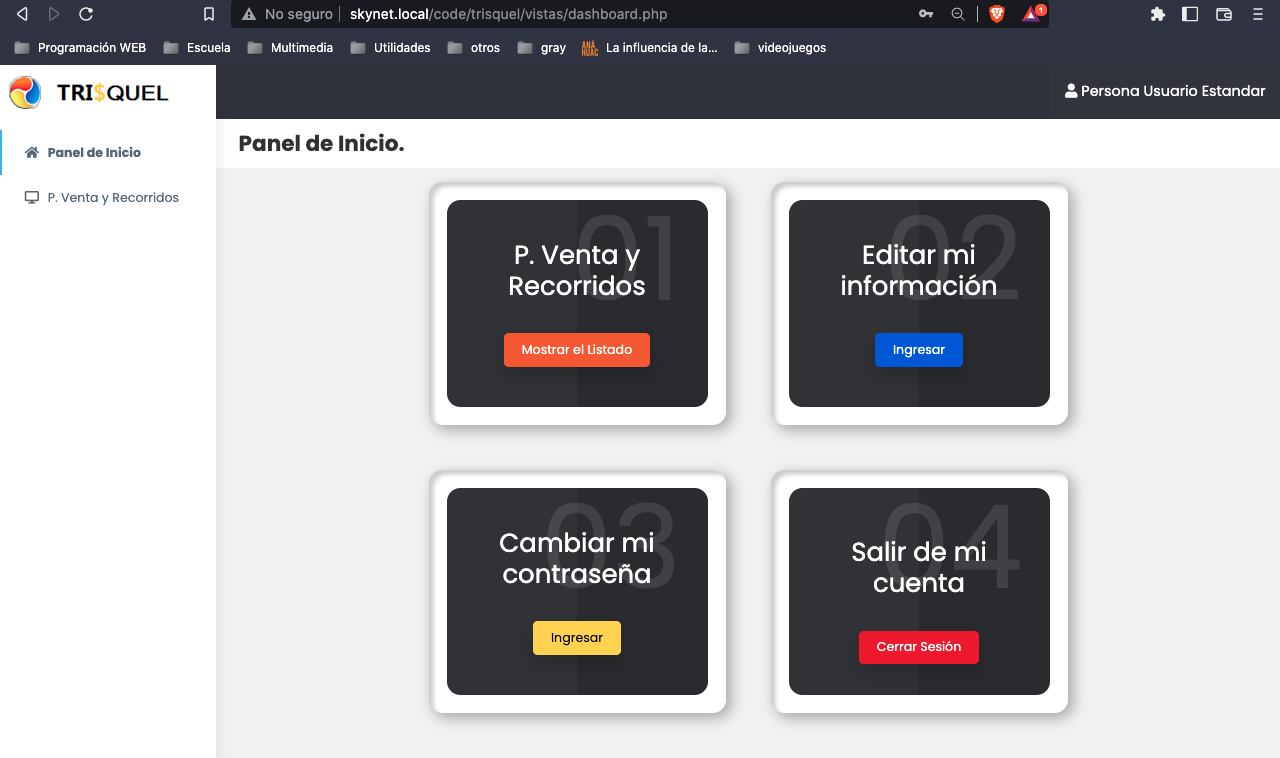 No seguro skynet.local/code/trisquel/vistas/dashboard.php
1
Programación WEB Escuela Multimedia Utilidades otros gray ANÁHUAC La influencia de la... videojuegos
TRI$QUEL
Persona Usuario Estandar
Panel de Inicio
P. Venta y Recorridos
Panel de Inicio.
01
P. Venta y
Recorridos
Mostrar el Listado
02
Editar mi
información
Ingresar
03
Cambiar mi
contraseña
Ingresar
04
Salir de mi
cuenta
Cerrar Sesión